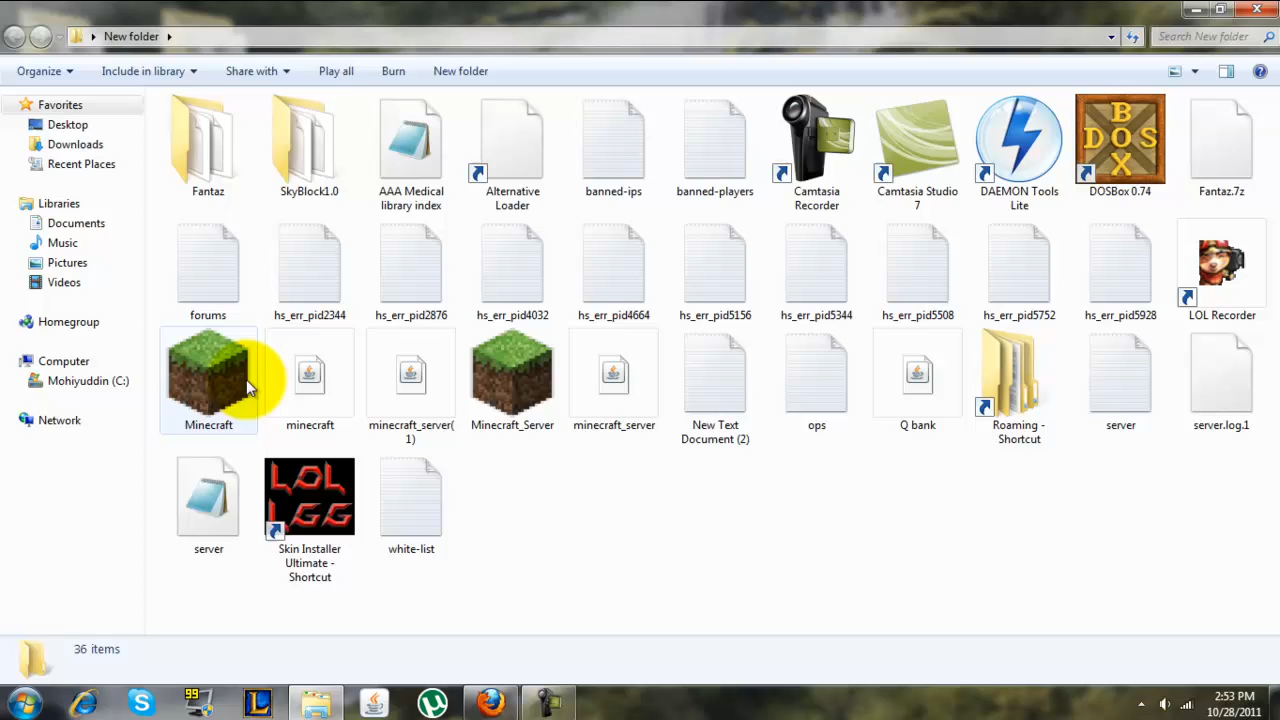 New folder
Search New folder
Organize
Include in library
Share with
Play all
Burn
New folder
Favorites
Desktop
Downloads
Recent Places
Libraries
Documents
Music
Pictures
Videos
Homegroup
Computer
Mohiyuddin (C:)
Network
Fantaz
SkyBlock1.0
AAA Medical
library index
Alternative
Loader
banned-ips
banned-players
Camtasia
Recorder
Camtasia Studio
7
DAEMON Tools
Lite
BOX
DOS
DOSBox 0.74
Fantaz.7z
forums
hs_err_pid2344
hs_err_pid2876
hs_err_pid4032
hs_err_pid4664
hs_err_pid5156
hs_err_pid5344
hs_err_pid5508
hs_err_pid5752
hs_err_pid5928
LOL Recorder
Minecraft
minecraft
minecraft_server(
1)
Minecraft_Server
minecraft_server
New Text
Document (2)
ops
Q bank
Roaming -
Shortcut
server
server.log.1
server
LOL
LGG
Skin Installer
Ultimate -
Shortcut
white-list
36 items
99
2:53 PM
10/28/2011